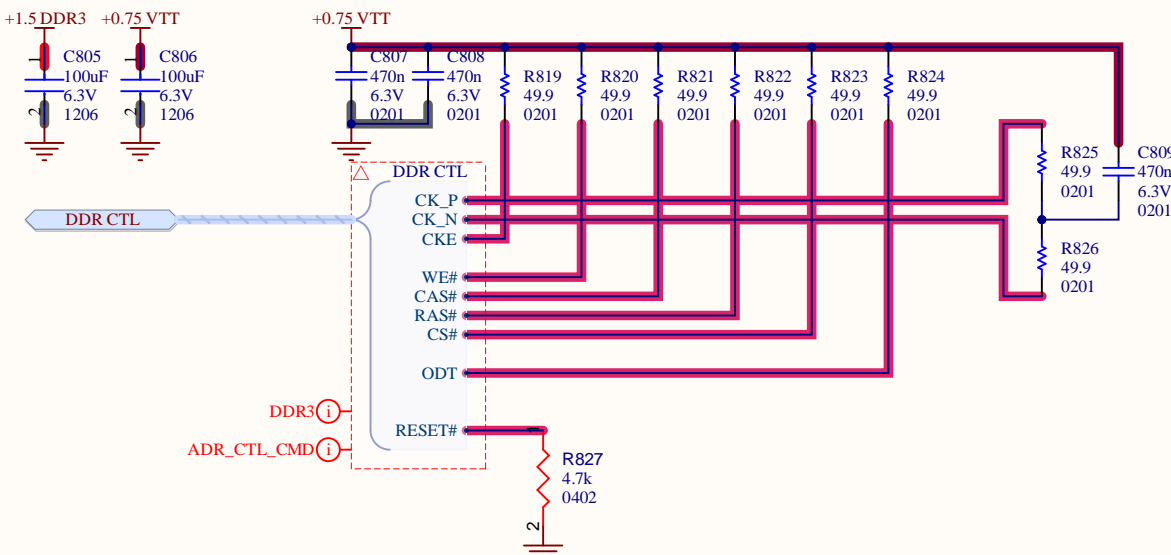 +1.5 DDR3
+0.75 VTT
+0.75 VTT
1
C805
100uF
6.3V
1206
2
1
C806
100uF
6.3V
1206
2
C807
470n
6.3V
0201
C808
470n
6.3V
0201
R819
49.9
0201
R820
49.9
0201
R821
49.9
0201
R822
49.9
0201
R823
49.9
0201
R824
49.9
0201
R825
49.9
0201
C809
470n
6.3V
0201
R826
49.9
0201
DDR CTL
DDR CTL
CK_P
CK_N
CKE
WE#
CAS#
RAS#
CS#
ODT
RESET#
DDR3 i
ADR_CTL_CMD i
1
R827
4.7k
0402
2